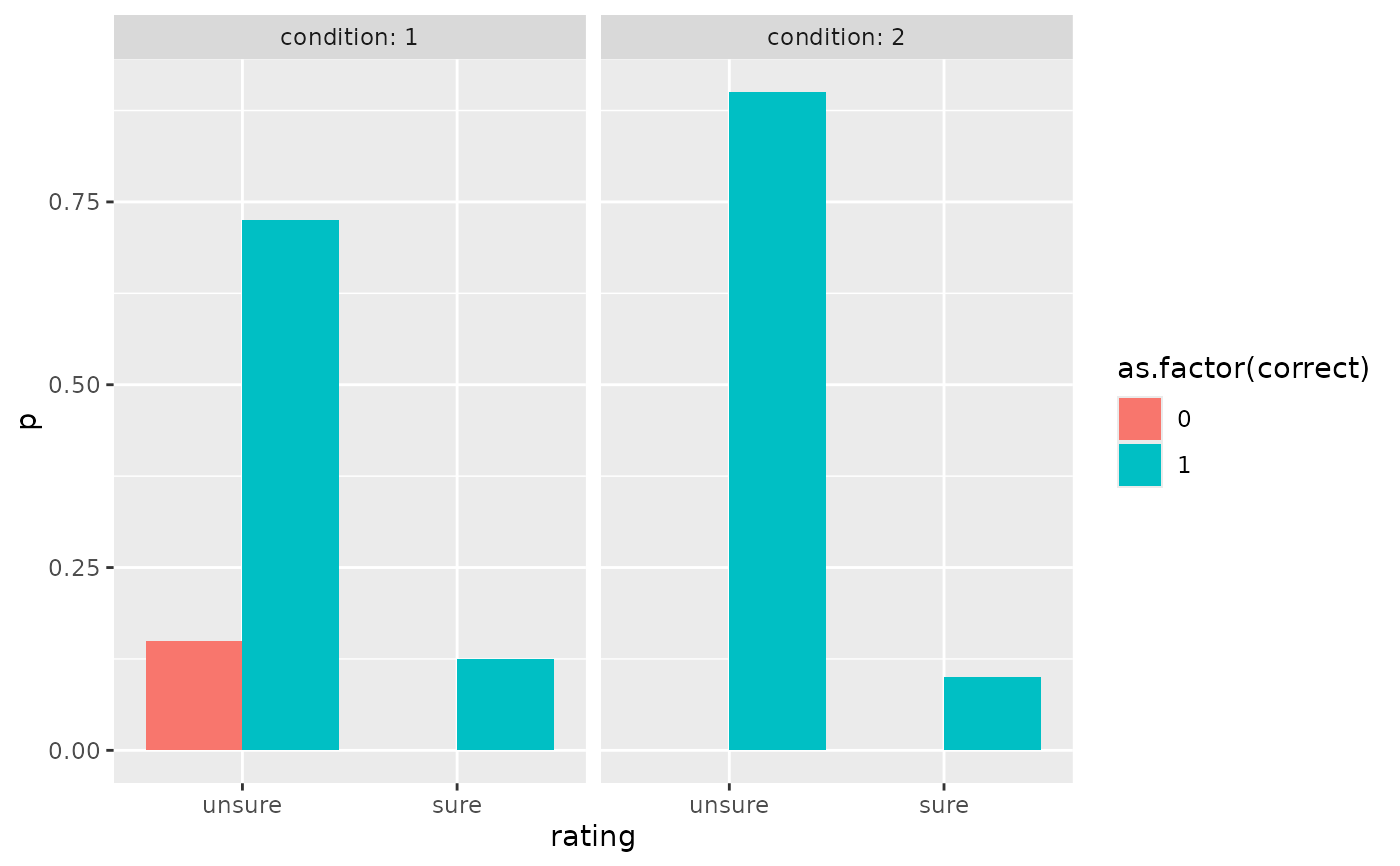 condition: 1
condition: 2
0.75
0.50
0.25
0.00
p
unsure
sure
unsure
sure
rating
as.factor(correct)
0
1